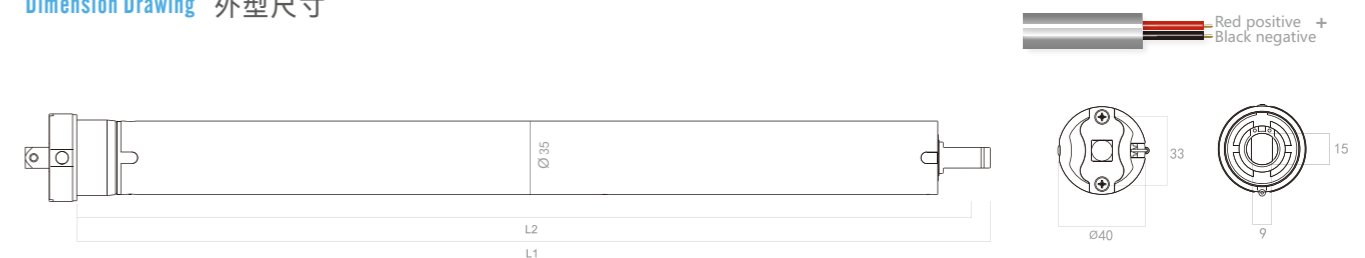 Dimension Drawing 外型尺寸
Red positive +
Black negative
Ø35
33
15
L2
Ø40
9
L1